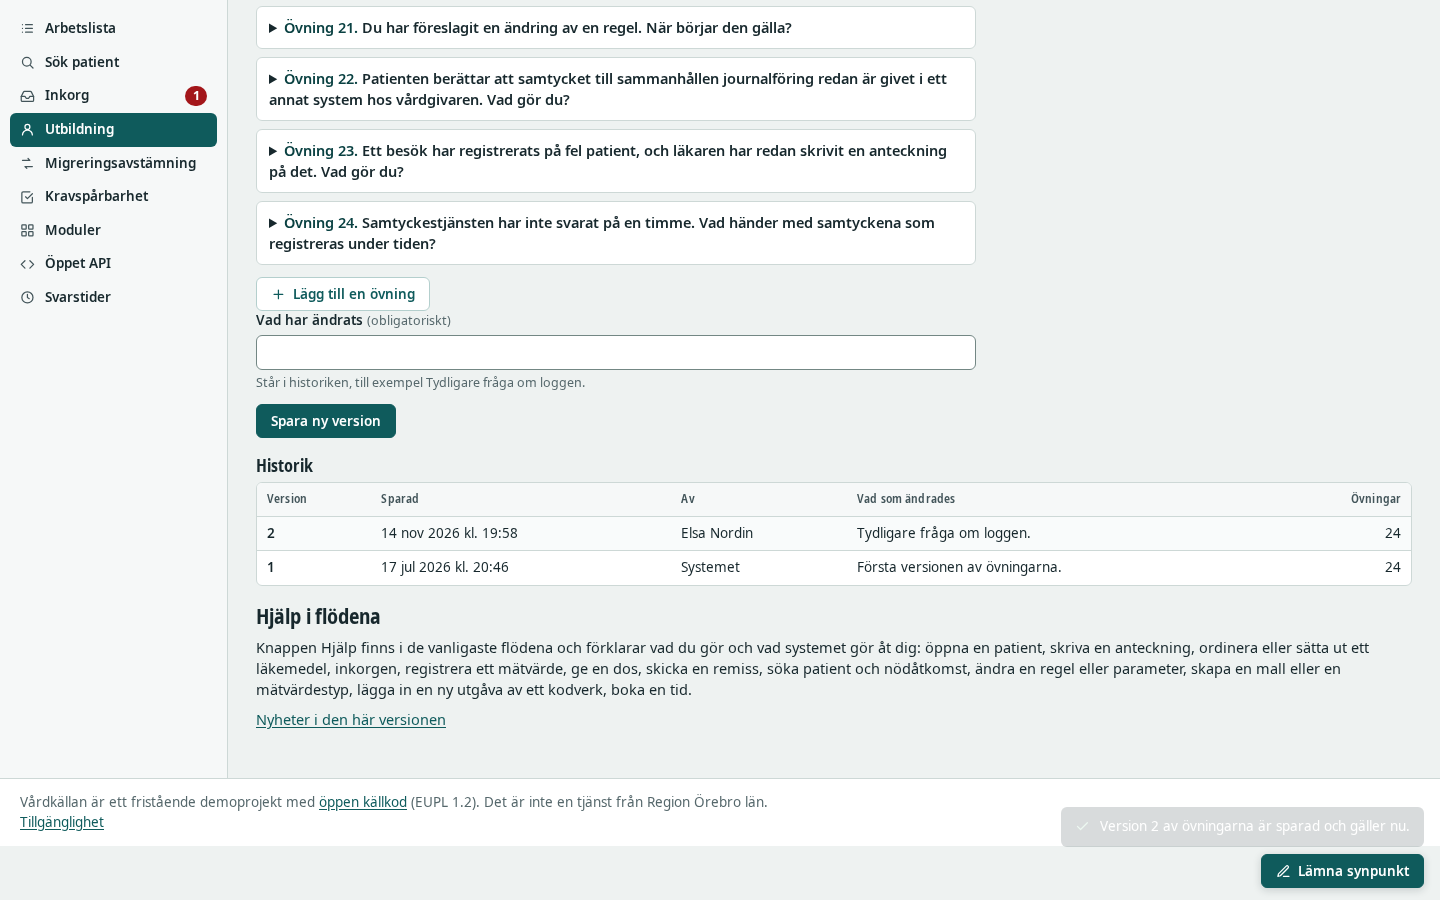 Arbetslista
Sök patient
Inkorg 1
Utbildning
Migreringsavstämning
Kravspårbarhet
Moduler
Öppet API
Svarstider
Övning 21. Du har föreslagit en ändring av en regel. När börjar den gälla?
Övning 22. Patienten berättar att samtycket till sammanhållen journalföring redan är givet i ett
annat system hos vårdgivaren. Vad gör du?
Övning 23. Ett besök har registrerats på fel patient, och läkaren har redan skrivit en anteckning
på det. Vad gör du?
Övning 24. Samtyckestjänsten har inte svarat på en timme. Vad händer med samtyckena som
registreras under tiden?
Lägg till en övning
Vad har ändrats (obligatoriskt)
Står i historiken, till exempel Tydligare fråga om loggen.
Spara ny version
Historik
Version Sparad Av Vad som ändrades Övningar
2 14 nov 2026 kl. 19:58 Elsa Nordin Tydligare fråga om loggen. 24
1 17 jul 2026 kl. 20:46 Systemet Första versionen av övningarna. 24
Hjälp i flödena
Knappen Hjälp finns i de vanligaste flödena och förklarar vad du gör och vad systemet gör åt dig: öppna en patient, skriva en anteckning, ordinera eller sätta ut ett
läkemedel, inkorgen, registrera ett mätvärde, ge en dos, skicka en remiss, söka patient och nödåtkomst, ändra en regel eller parameter, skapa en mall eller en
mätvärdestyp, lägga in en ny utgåva av ett kodverk, boka en tid.
Nyheter i den här versionen
Vårdkällan är ett fristående demoprojekt med öppen källkod (EUPL 1.2). Det är inte en tjänst från Region Örebro län.
Tillgänglighet
Version 2 av övningarna är sparad och gäller nu.
Lämna synpunkt